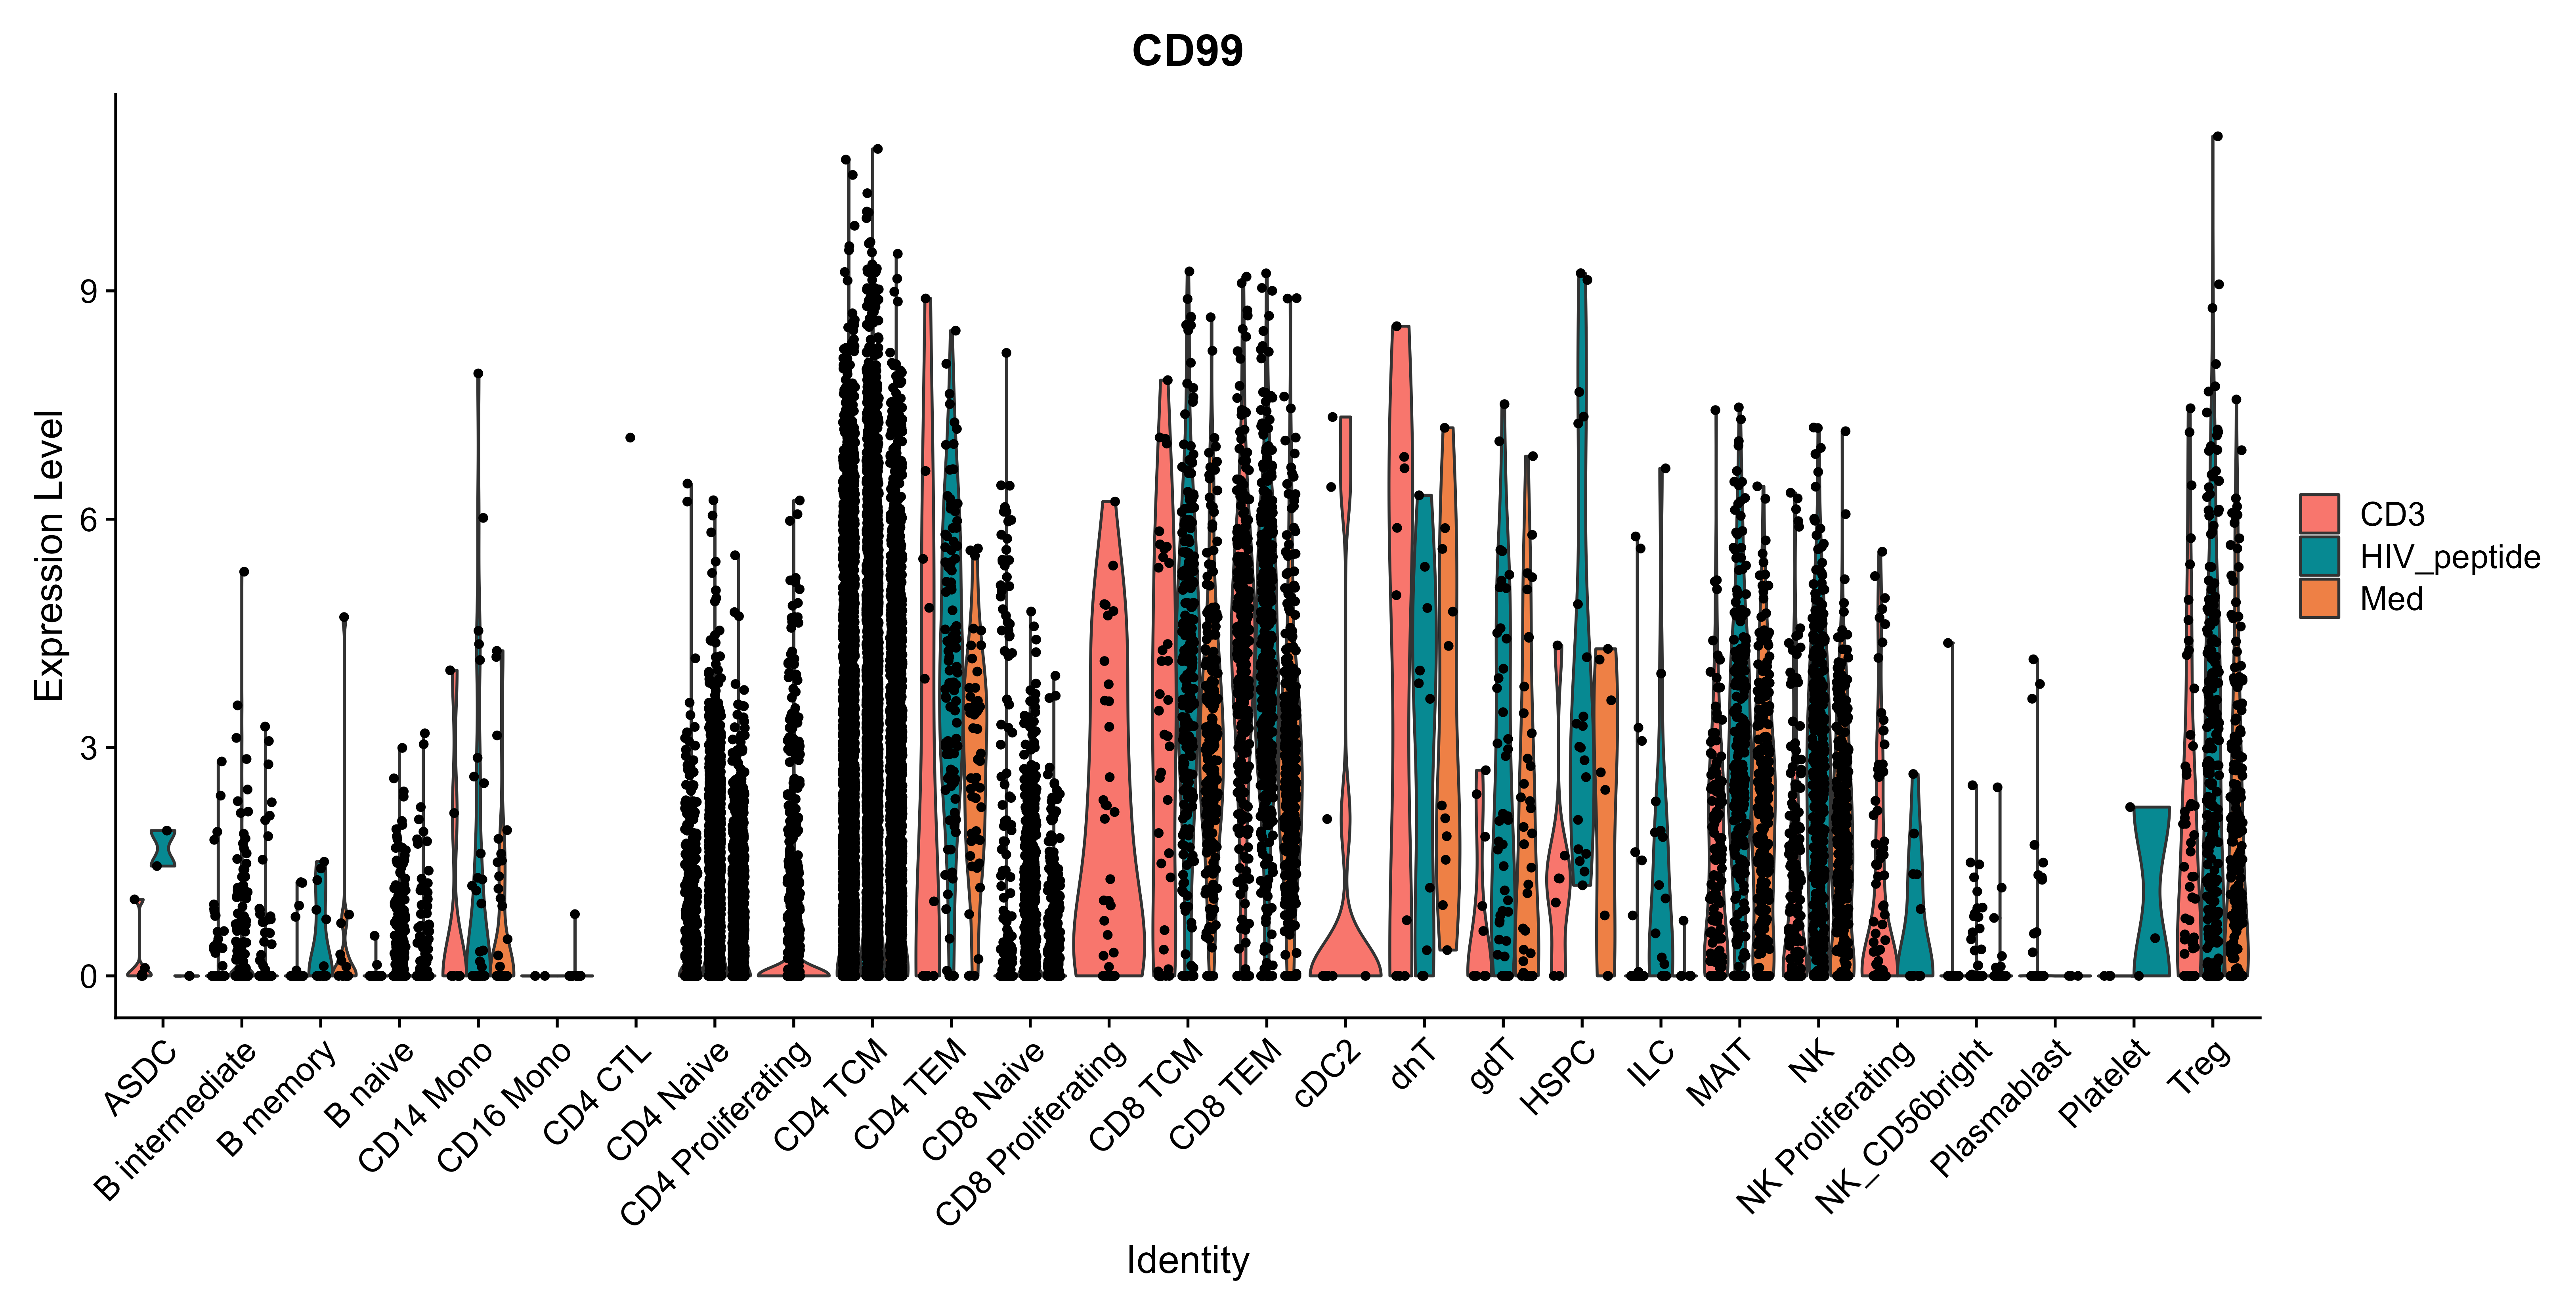 CD99
Expression Level
9
6
3
0
ASDC
B intermediate
B memory
B naive
CD14 Mono
CD16 Mono
CD4 CTL
CD4 Naive
CD4 Proliferating
CD4 TCM
CD4 TEM
CD8 Naive
CD8 Proliferating
CD8 TCM
CD8 TEM
cDC2
dnT
gdT
HSPC
ILC
MAIT
NK
NK Proliferating
NK_CD56bright
Plasmablast
Platelet
Treg
Identity
CD3
HIV_peptide
Med